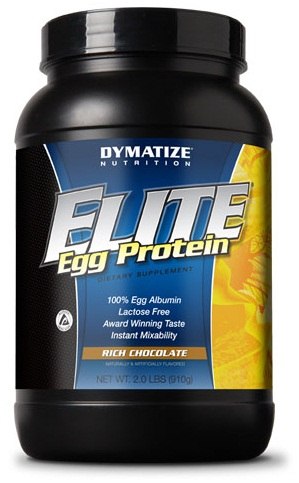 DYMATIZE®
NUTRITION
ELITE®
Egg Protein
DIETARY SUPPLEMENT
100% Egg Albumin
Lactose Free
Award Winning Taste
Instant Mixability
RICH CHOCOLATE
NATURALLY & ARTIFICIALLY FLAVORED
NET WT. 2.0 LBS (910g)